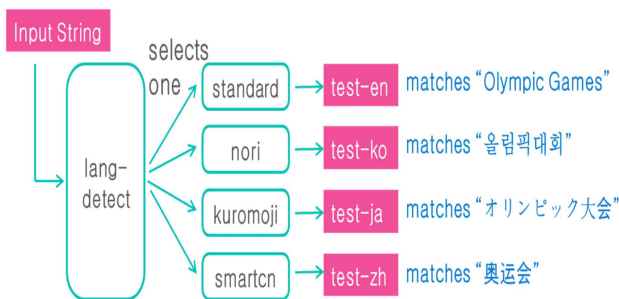 Input String
selects
one
lang-
detect
standard
test-en
matches “Olympic Games”
nori
test-ko
matches “올림픽대회”
kuromoji
test-ja
matches “オリンピック大会”
smartcn
test-zh
matches “奥运会”